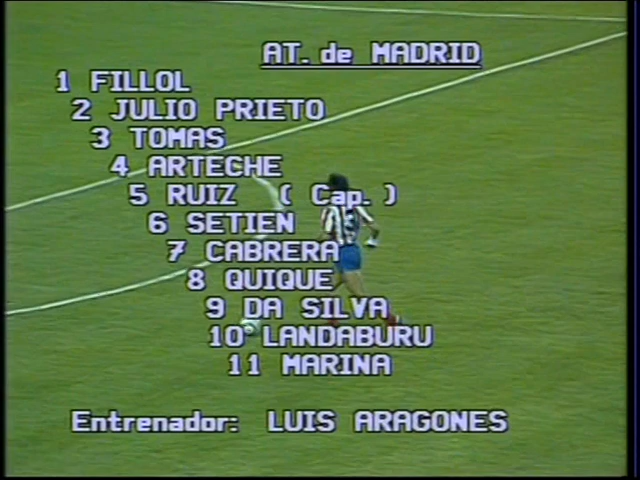 AT. de MADRID
1 FILLOL
2 JULIO PRIETO
3 TOMAS
4 ARTECHE
5 RUIZ ( Cap. )
6 SETIEN
7 CABRERA
8 QUIQUE
9 DA SILVA
10 LANDABURU
11 MARINA
Entrenador: LUIS ARAGONES